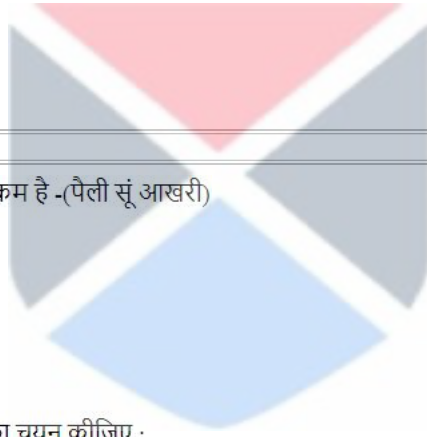 क्रम है -(पैली सूं आखरी)
का चयन कीजिए :